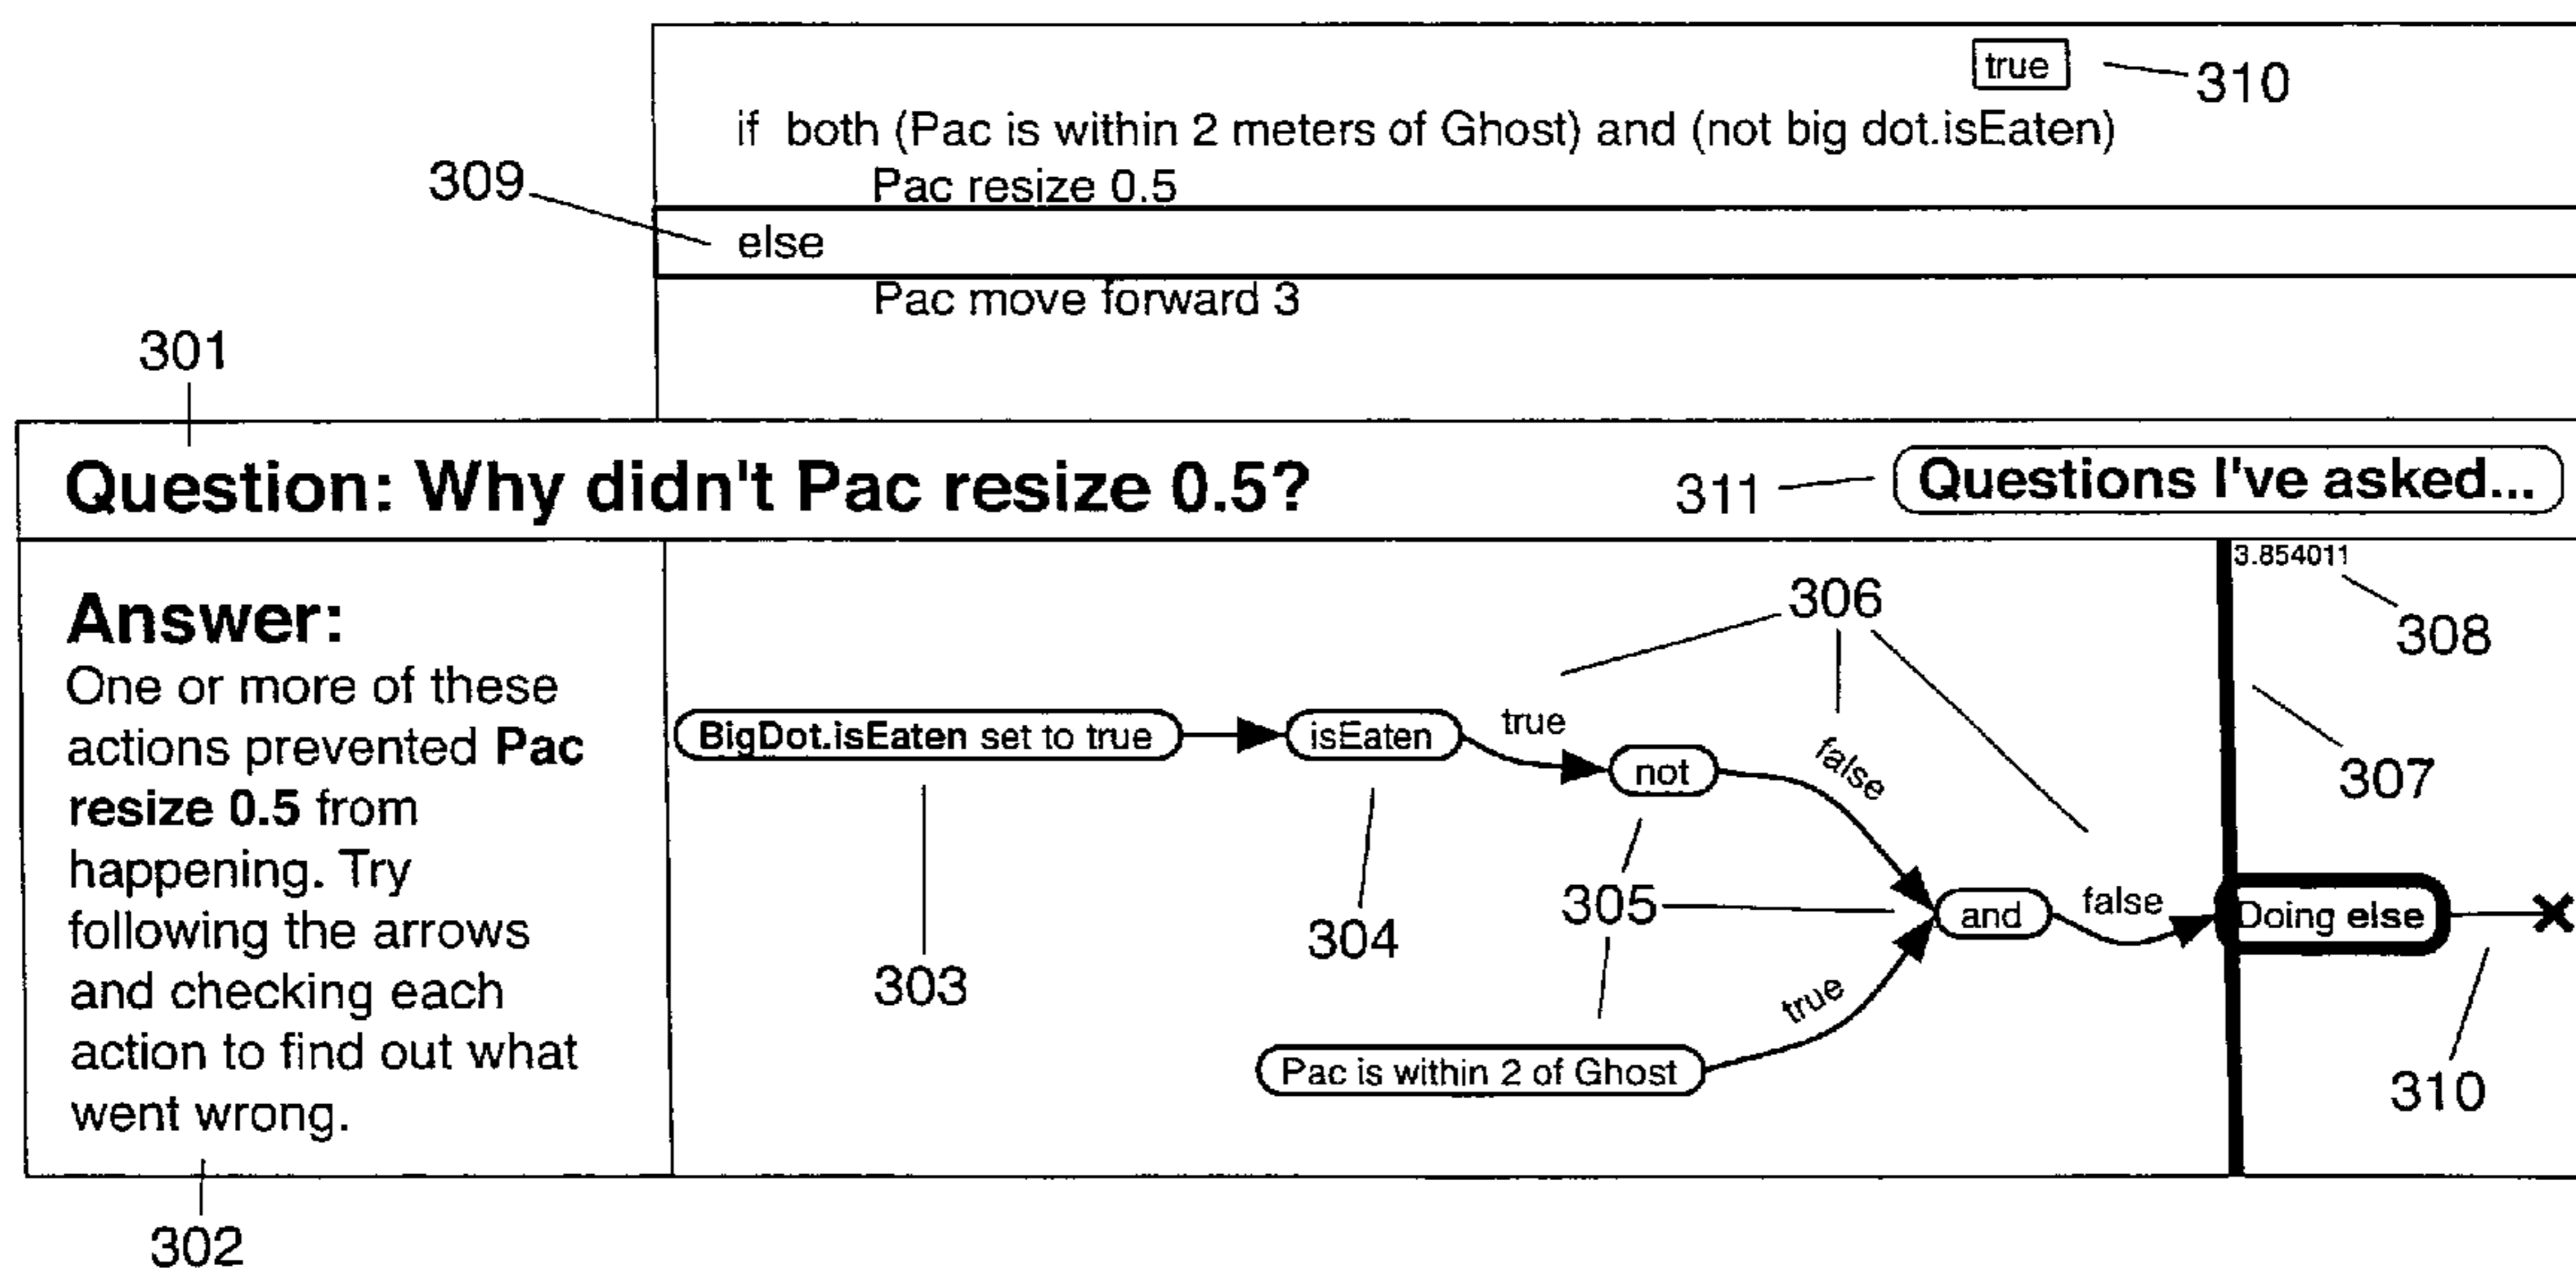 true
310
if both (Pac is within 2 meters of Ghost) and (not big dot.isEaten)
309
Pac resize 0.5
else
Pac move forward 3
301
Question: Why didn't Pac resize 0.5?
311
Questions I've asked...
3.854011
308
Answer:
One or more of these
actions prevented Pac
resize 0.5 from
happening. Try
following the arrows
and checking each
action to find out what
went wrong.
302
306
BigDot.isEaten set to true
isEaten
true
not
false
307
303
304
305
and
false
Doing else
true
Pac is within 2 of Ghost
310